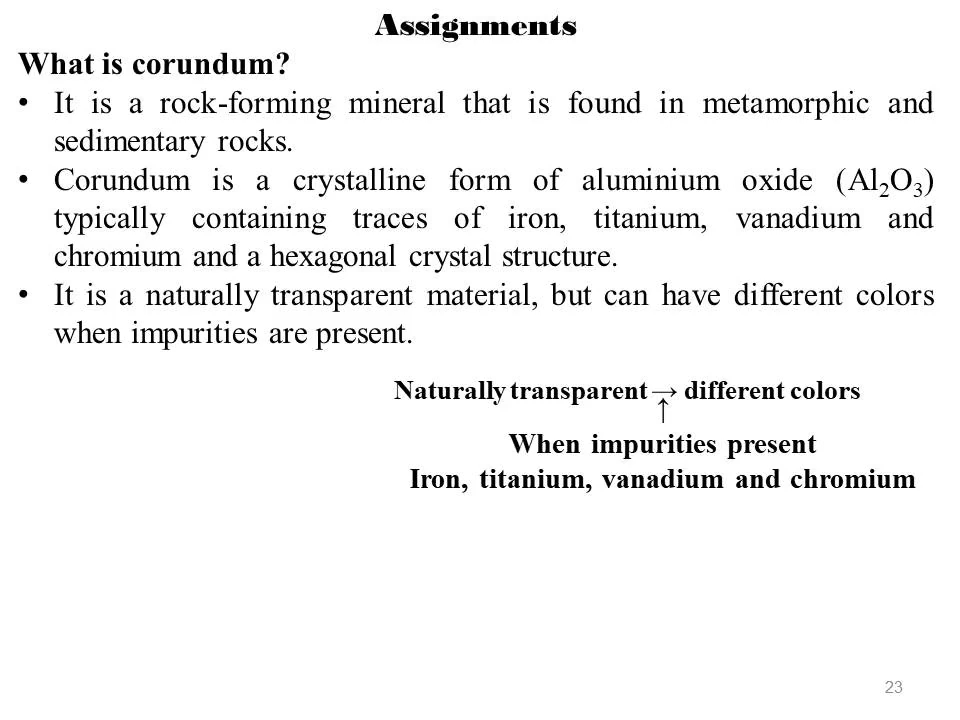 Assignments
What is corundum?
• It is a rock-forming mineral that is found in metamorphic and
sedimentary rocks.
• Corundum is a crystalline form of aluminium oxide (Al₂O₃)
typically containing traces of iron, titanium, vanadium and
chromium and a hexagonal crystal structure.
• It is a naturally transparent material, but can have different colors
when impurities are present.
Naturally transparent → different colors
↑
When impurities present
Iron, titanium, vanadium and chromium
23